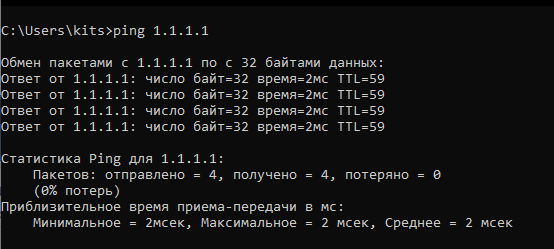 C:\Users\kits>ping 1.1.1.1
Обмен пакетами с 1.1.1.1 по с 32 байтами данных:
Ответ от 1.1.1.1: число байт=32 время=2мс TTL=59
Ответ от 1.1.1.1: число байт=32 время=2мс TTL=59
Ответ от 1.1.1.1: число байт=32 время=2мс TTL=59
Ответ от 1.1.1.1: число байт=32 время=2мс TTL=59
Статистика Ping для 1.1.1.1:
Пакетов: отправлено = 4, получено = 4, потеряно = 0
(0% потерь)
Приблизительное время приема-передачи в мс:
Минимальное = 2мсек, Максимальное = 2 мсек, Среднее = 2 мсек